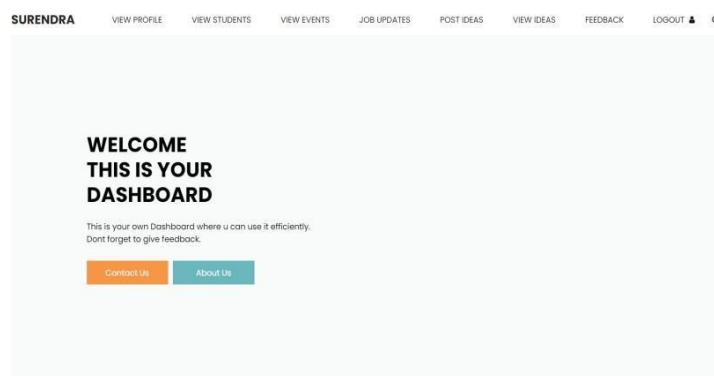 SURENDRA VIEW PROFILE VIEW STUDENTS VIEW EVENTS JOB UPDATES POST IDEAS VIEW IDEAS FEEDBACK LOGOUT
WELCOME
THIS IS YOUR
DASHBOARD
This is your own Dashboard where u can use it efficiently.
Dont forget to give feedback.
Contact Us About Us